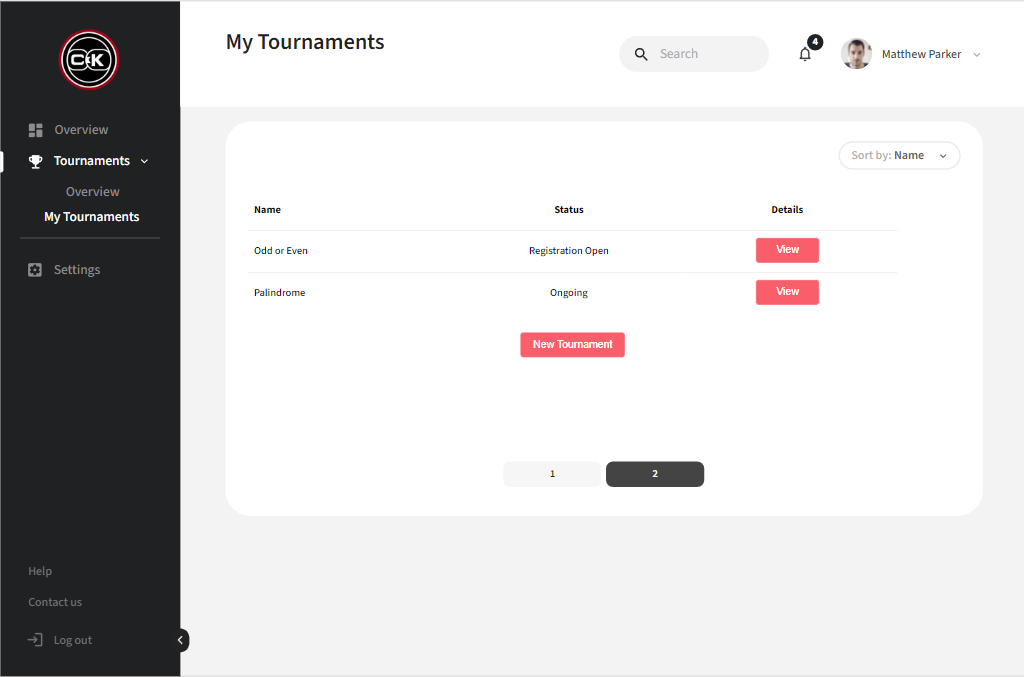 My Tournaments
Search
4
Matthew Parker
CCK
Overview
Tournaments
Overview
My Tournaments
Settings
Help
Contact us
Log out
Sort by: Name
Name Status Details
Odd or Even Registration Open View
Palindrome Ongoing View
New Tournament
1 2